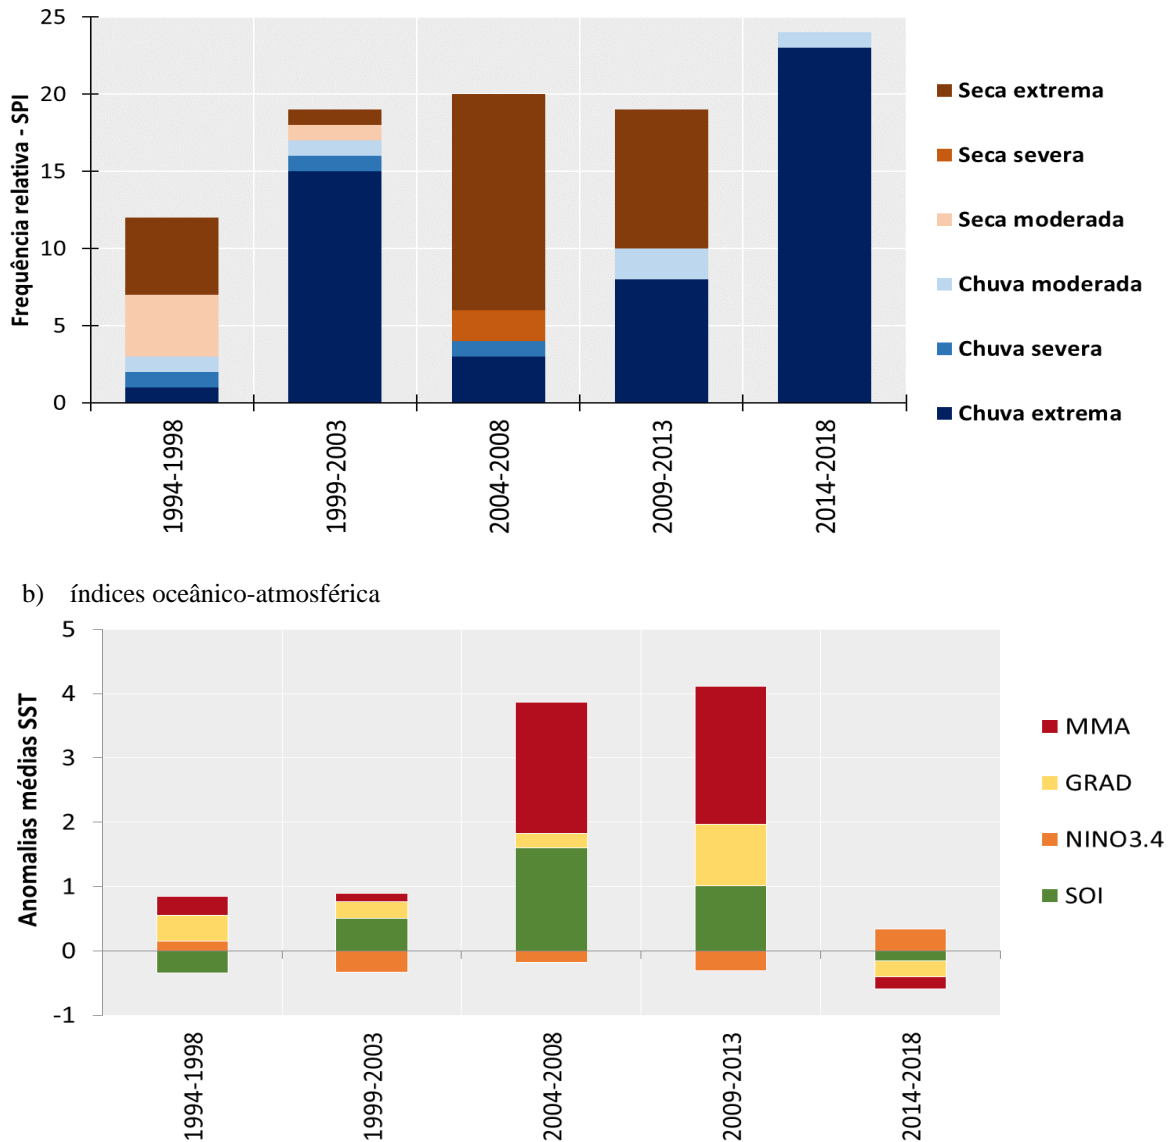 25
20
15
10
5
0
Frequência relativa - SPI
1994-1998
1999-2003
2004-2008
2009-2013
2014-2018
Seca extrema
Seca severa
Seca moderada
Chuva moderada
Chuva severa
Chuva extrema
b) índices oceânico-atmosférica
5
4
3
2
1
0
-1
Anomalias médias SST
1994-1998
1999-2003
2004-2008
2009-2013
2014-2018
MMA
GRAD
NINO3.4
SOI